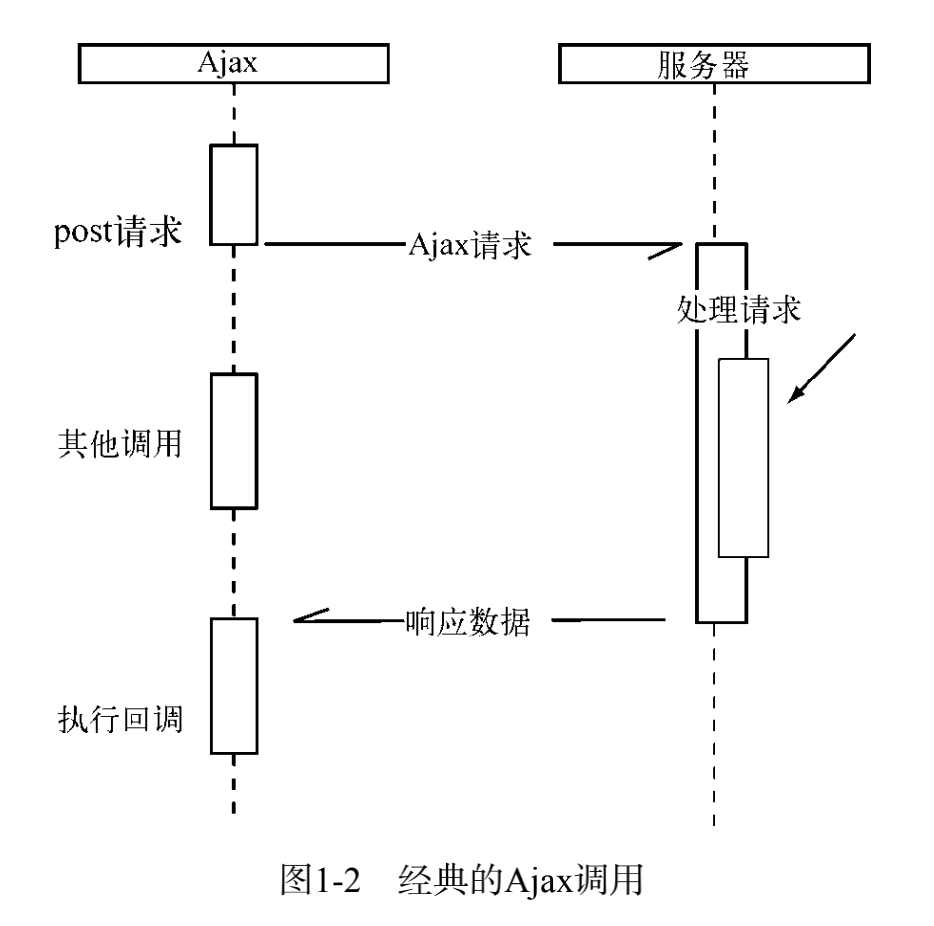 Ajax
服务器
post请求
Ajax请求
处理请求
其他调用
响应数据
执行回调
图1-2 经典的Ajax调用